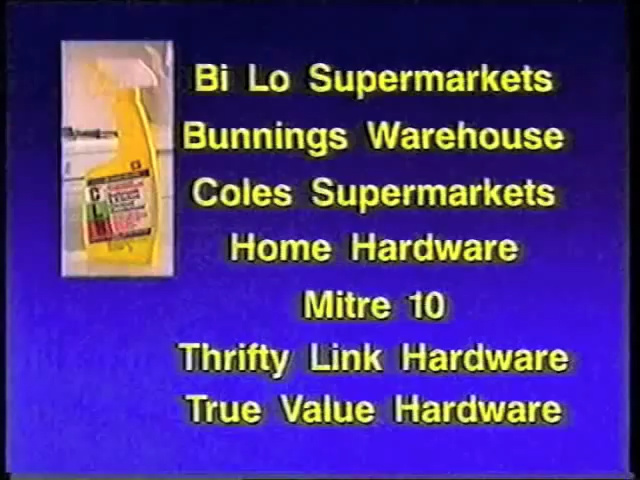 Bi Lo Supermarkets
Bunnings Warehouse
Coles Supermarkets
Home Hardware
Mitre 10
Thrifty Link Hardware
True Value Hardware
C
L
R